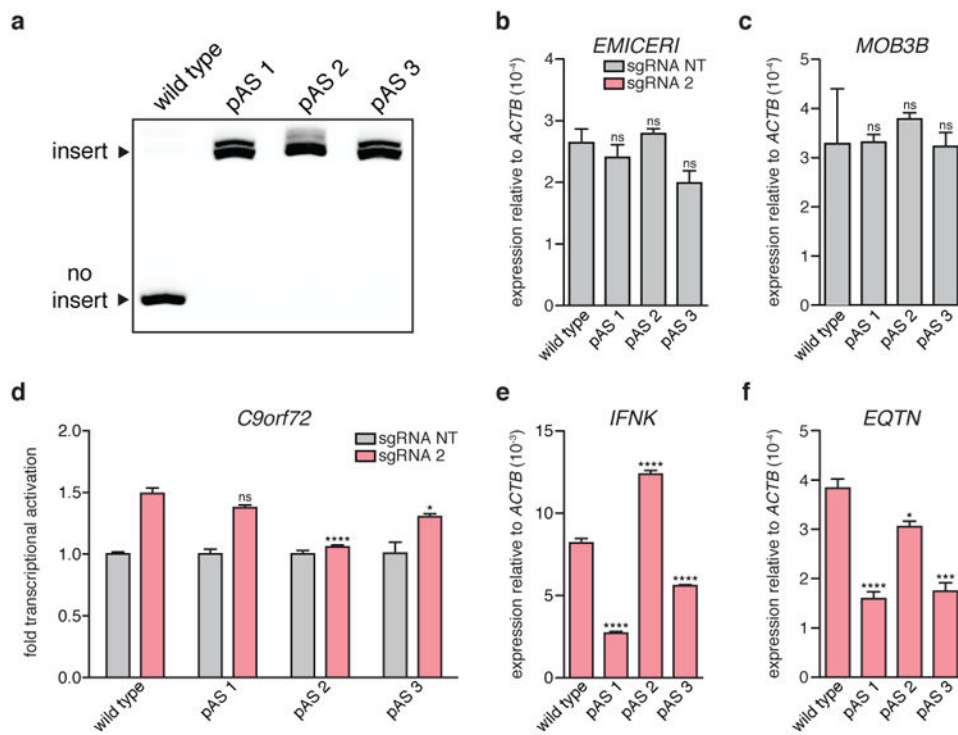 a
wild type
pAS 1
pAS 2
pAS 3
insert
no
insert
b
EMICERI
sgRNA NT
sgRNA 2
expression relative to ACTB (10⁻⁴)
4
3
2
1
0
ns
ns
ns
wild type
pAS 1
pAS 2
pAS 3
c
MOB3B
expression relative to ACTB (10⁻⁴)
5
4
3
2
1
0
ns
ns
ns
wild type
pAS 1
pAS 2
pAS 3
d
C9orf72
sgRNA NT
sgRNA 2
fold transcriptional activation
2.0
1.5
1.0
0.0
ns
****
*
wild type
pAS 1
pAS 2
pAS 3
e
IFNK
expression relative to ACTB (10⁻³)
15
10
5
0
****
****
****
wild type
pAS 1
pAS 2
pAS 3
f
EQTN
expression relative to ACTB (10⁻⁴)
5
4
3
2
1
0
****
*
***
wild type
pAS 1
pAS 2
pAS 3